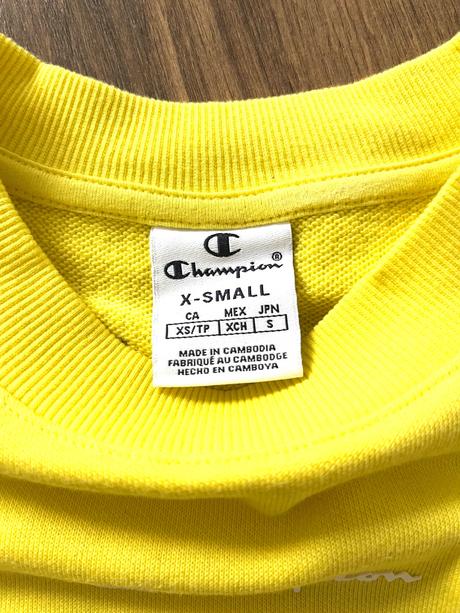 Champion®
X-SMALL
CA MEX JPN
XS/TP XCH S
MADE IN CAMBODIA
FABRIQUÉ AU CAMBODGE
HECHO EN CAMBOYA